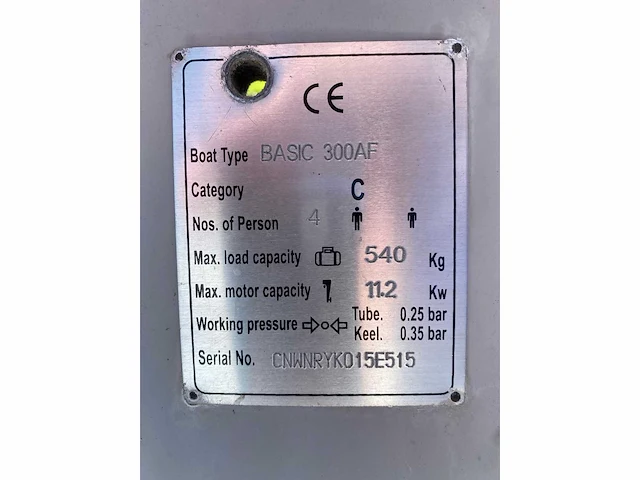 CE
Boat Type BASIC 300AF
Category C
Nos. of Person 4
Max. load capacity 540 Kg
Max. motor capacity 11.2 Kw
Working pressure Tube. 0.25 bar
Keel. 0.35 bar
Serial No. CNWNRYK015E515